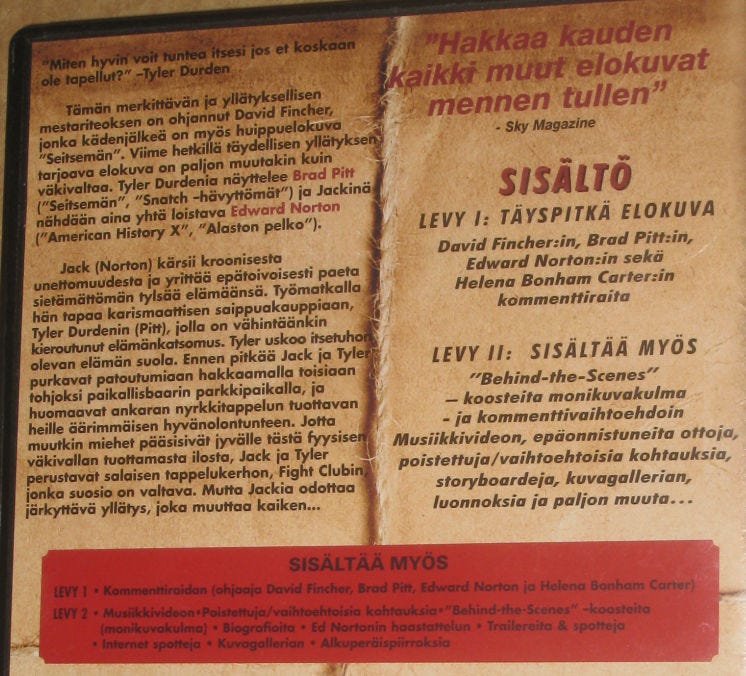 "Miten hyvin voit tuntea itsesi jos et koskaan
ole tapellut?" –Tyler Durden
Tämän merkittävän ja yllätyksellisen
mestariteoksen on ohjannut David Fincher,
jonka kädenjälkeä on myös huippuelokuva
"Seitsemän". Viime hetkillä täydellisen yllätyksen
tarjoava elokuva on paljon muutakin kuin
väkivaltaa. Tyler Durdenia näyttelee Brad Pitt
("Seitsemän", "Snatch –hävyttömät") ja Jackinä
nähdään aina yhtä loistava Edward Norton
("American History X", "Alaston pelko").
Jack (Norton) kärsii kroonisesta
unettomuudesta ja yrittää epätoivoisesti paeta
sietämättömän tylsää elämäänsä. Työmatkalla
hän tapaa karismaattisen saippuakauppiaan,
Tyler Durdenin (Pitt), jolla on vähintäänkin
kieroutunut elämänkatsomus. Tyler uskoo itsetuhon
olevan elämän suola. Ennen pitkää Jack ja Tyler
purkavat patoutumiaan hakkaamalla toisiaan
tohjoksi paikallisbaarin parkkipaikalla, ja
huomaavat ankaran nyrkkitappelun tuottavan
heille äärimmäisen hyvänolontunteen. Jotta
muutkin miehet pääsisivät jyvälle tästä fyysisen
väkivallan tuottamasta ilosta, Jack ja Tyler
perustavat salaisen tappelukerhon, Fight Clubin,
jonka suosio on valtava. Mutta Jackia odottaa
järkyttävä yllätys, joka muuttaa kaiken...
"Hakkaa kauden
kaikki muut elokuvat
mennen tullen"
- Sky Magazine
SISÄLTÖ
LEVY I: TÄYSPITKÄ ELOKUVA
David Fincher:in, Brad Pitt:in,
Edward Norton:in sekä
Helena Bonham Carter:in
kommenttiraita
LEVY II: SISÄLTÄÄ MYÖS
"Behind-the-Scenes"
– koosteita monikuvakulma
- ja kommenttivaihtoehdoin
Musiikkivideon, epäonnistuneita ottoja,
poistettuja/vaihtoehtoisia kohtauksia,
storyboardeja, kuvagallerian,
luonnoksia ja paljon muuta...
SISÄLTÄÄ MYÖS
LEVY 1 • Kommenttiraidan (ohjaaja David Fincher, Brad Pitt, Edward Norton ja Helena Bonham Carter)
LEVY 2 • Musiikkivideon•Poistettuja/vaihtoehtoisia kohtauksia•"Behind-the-Scenes" –koosteita
(monikuvakulma) • Biografioita • Ed Nortonin haastattelun • Trailereita & spotteja
• Internet spotteja • Kuvagallerian • Alkuperäispiirroksia